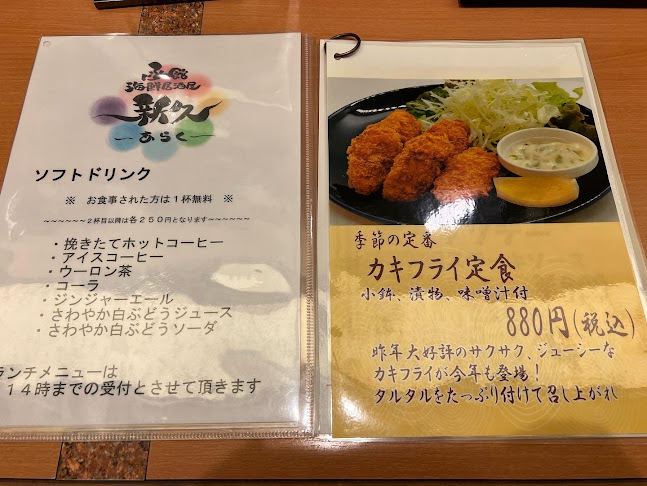 函館
海鮮居酒屋
新久
ーあらくー
ソフトドリンク
※ お食事された方は1杯無料 ※
~~~~~~2杯目以降は各250円となります~~~~~~
・挽きたてホットコーヒー
・アイスコーヒー
・ウーロン茶
・コーラ
・ジンジャーエール
・さわやか白ぶどうジュース
・さわやか白ぶどうソーダ
ランチメニューは
14時までの受付とさせて頂きます
季節の定番
カキフライ定食
小鉢、漬物、味噌汁付
880円(税込)
昨年大好評のサクサク、ジューシーな
カキフライが今年も登場!
タルタルをたっぷり付けて召し上がれ